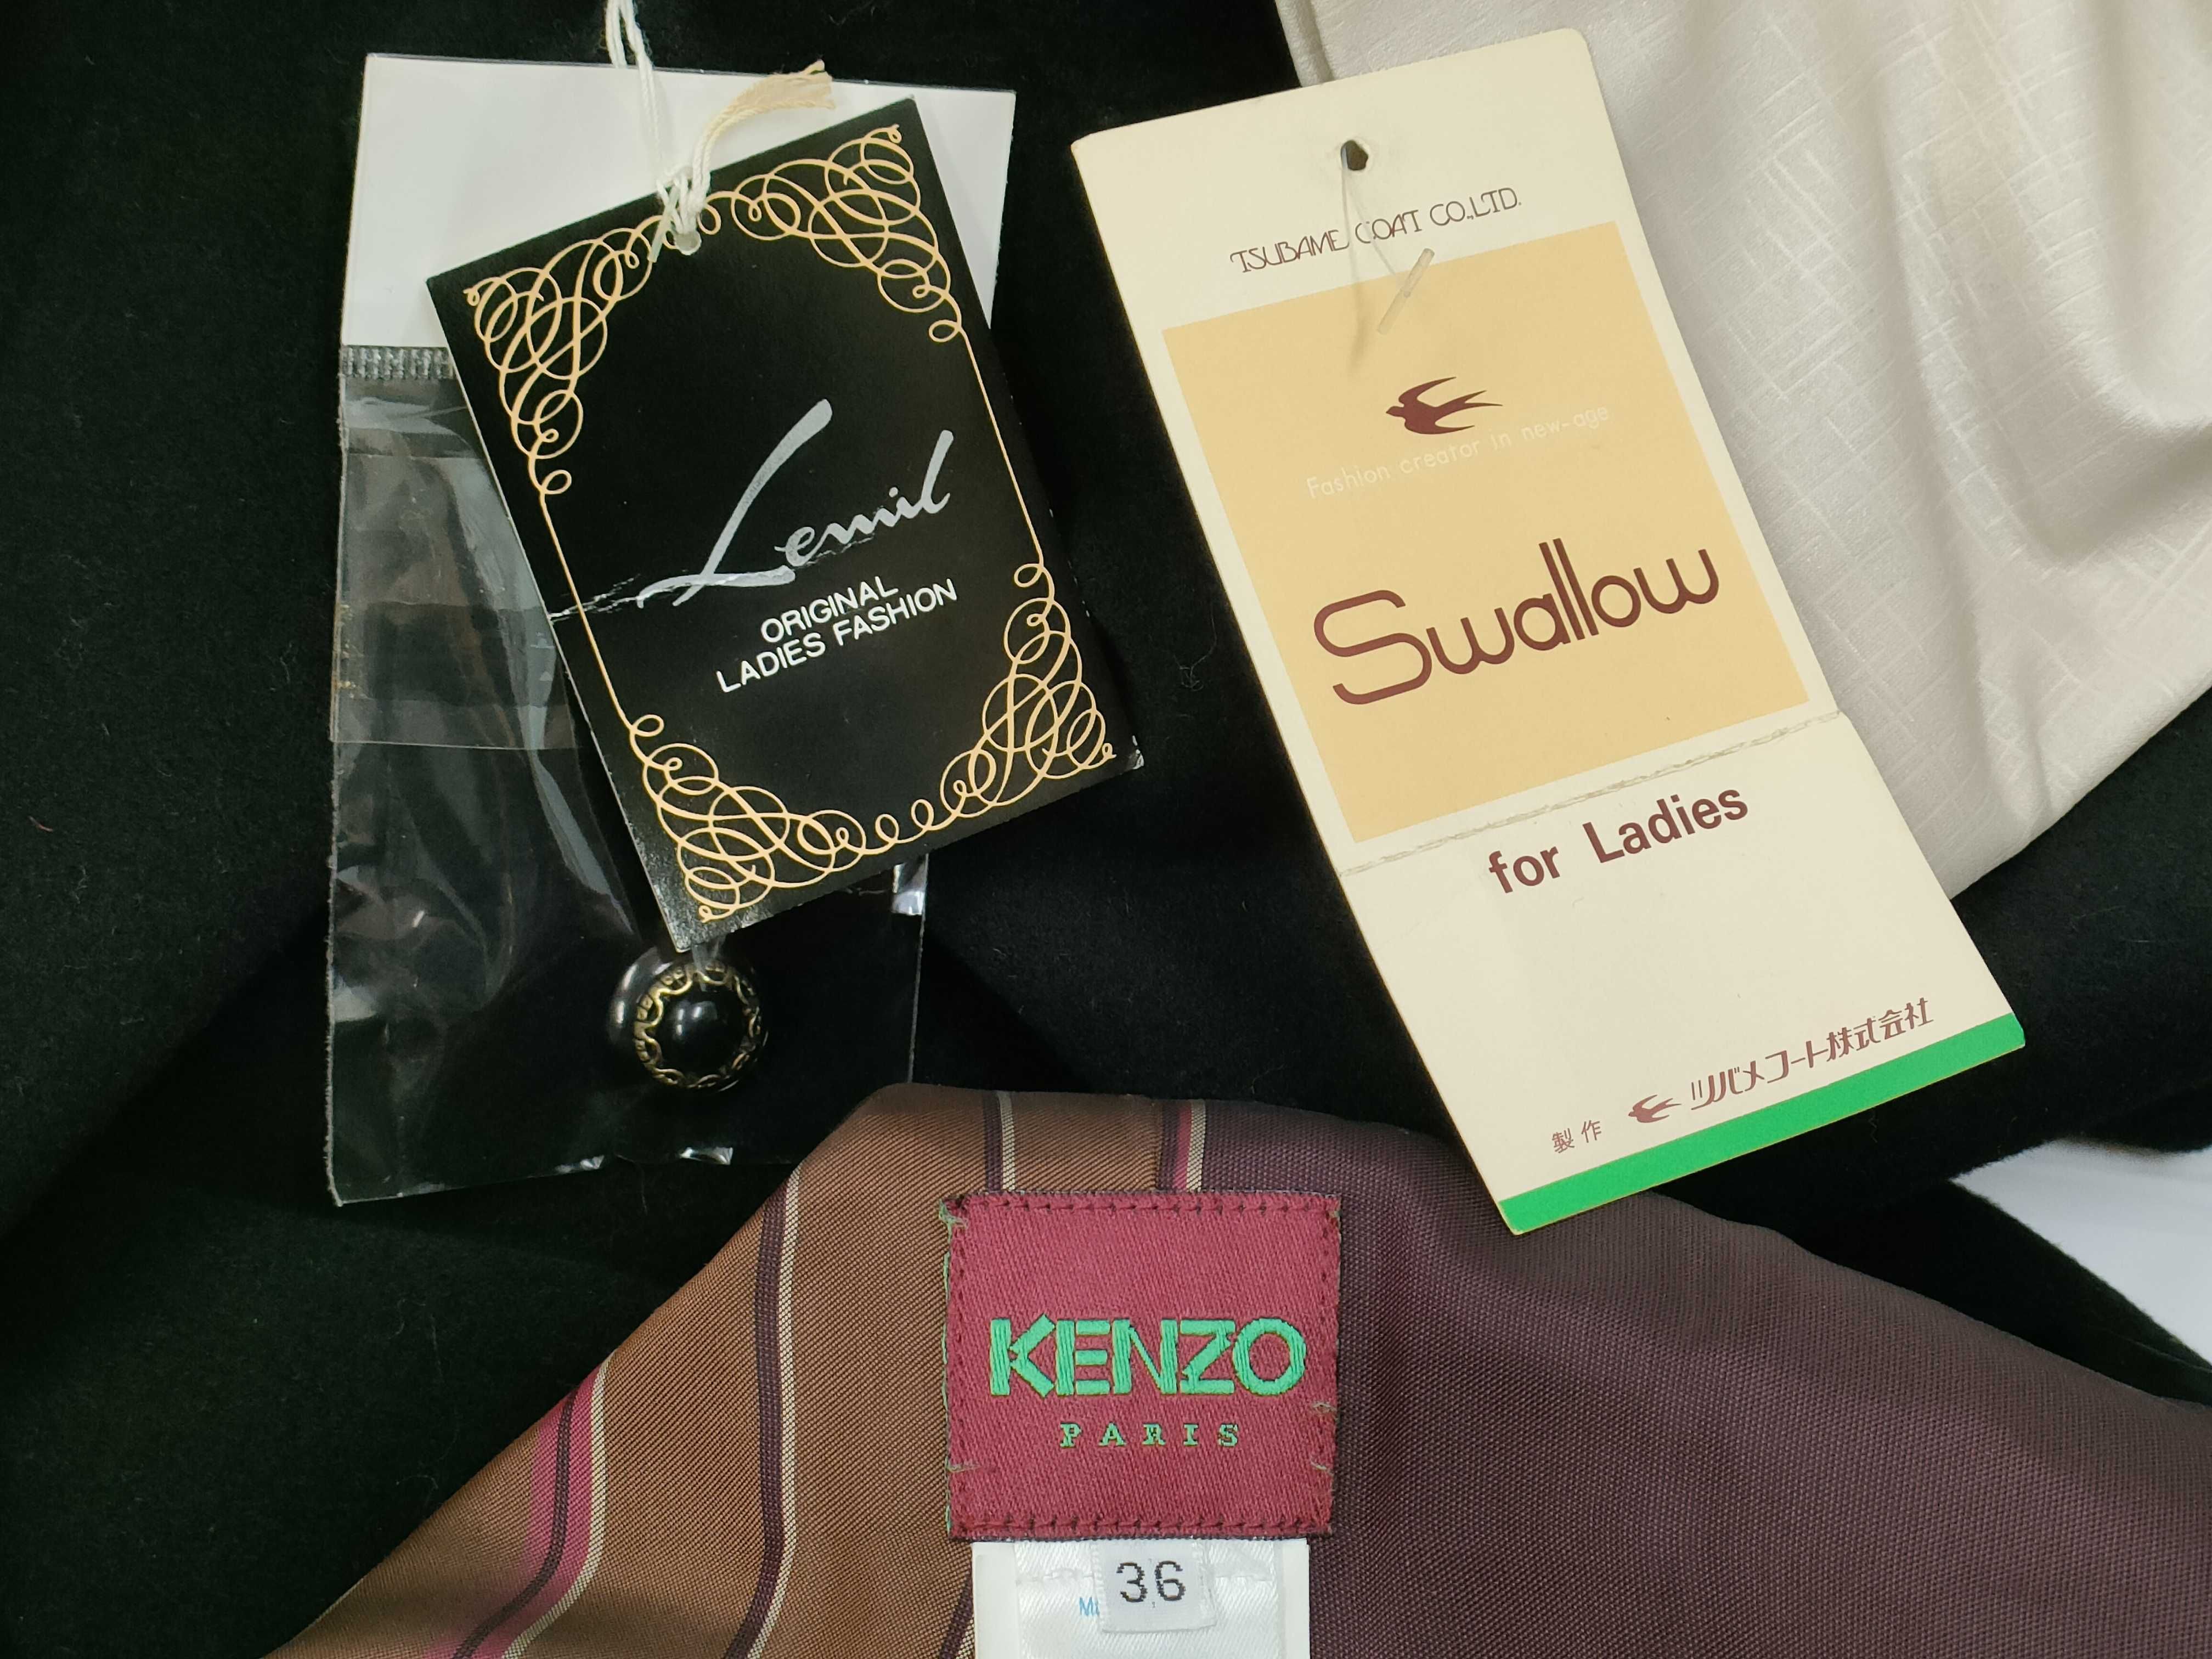 Lemil
ORIGINAL
LADIES FASHION
TSUBAME COAT CO.,LTD.
Fashion creator in new-age
Swallow
for Ladies
製作 ツバメコート株式会社
KENZO
PARIS
36